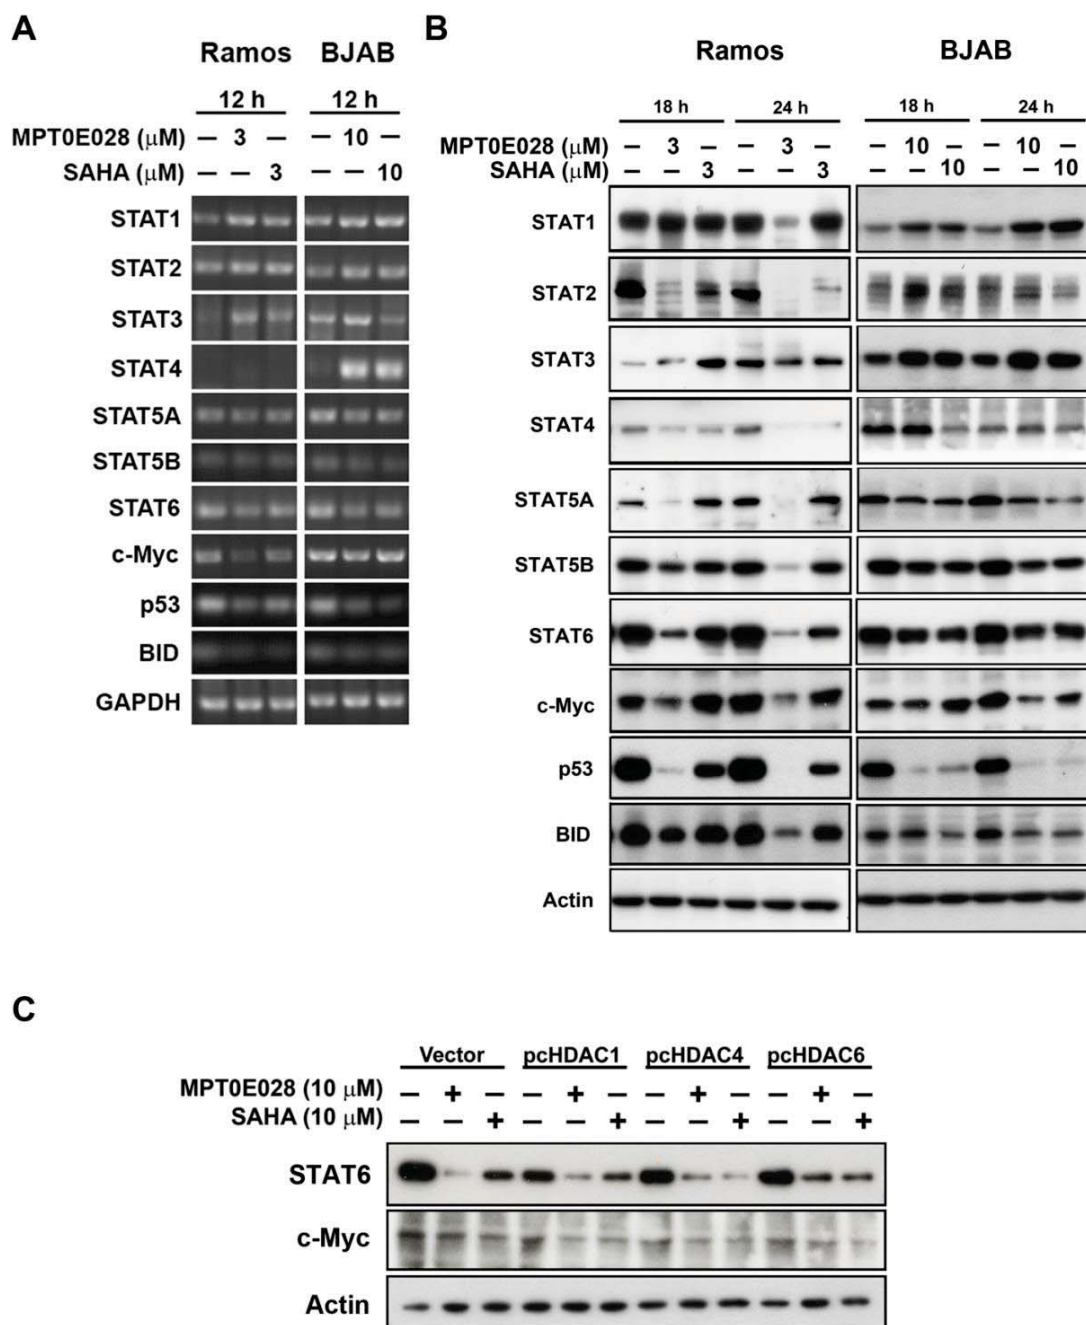 A
Ramos BJAB
12 h 12 h
MPT0E028 (μM) – 3 – – 10 –
SAHA (μM) – – 3 – – 10
STAT1
STAT2
STAT3
STAT4
STAT5A
STAT5B
STAT6
c-Myc
p53
BID
GAPDH
B
Ramos BJAB
18 h 24 h 18 h 24 h
MPT0E028 (μM) – 3 – – 3 – – 10 – – 10 –
SAHA (μM) – – 3 – – 3 – – 10 – – 10
STAT1
STAT2
STAT3
STAT4
STAT5A
STAT5B
STAT6
c-Myc
p53
BID
Actin
C
Vector pcHDAC1 pcHDAC4 pcHDAC6
MPT0E028 (10 μM) – + – – + – – + – – + –
SAHA (10 μM) – – + – – + – – + – – +
STAT6
c-Myc
Actin